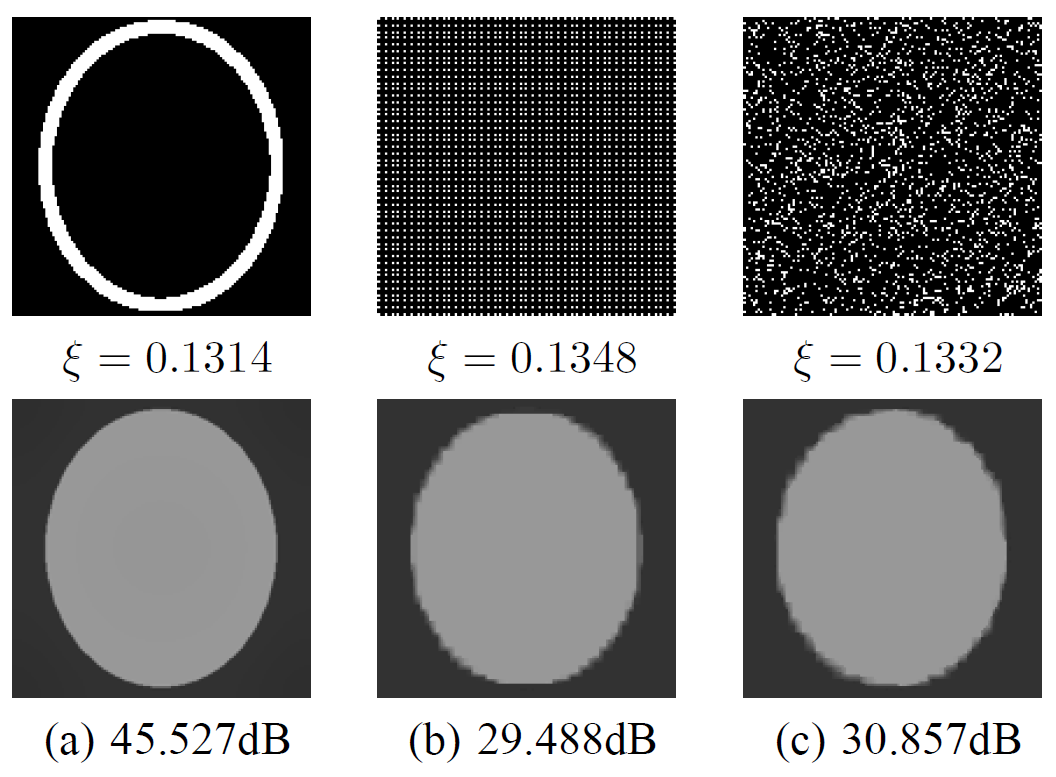 ξ = 0.1314 ξ = 0.1348 ξ = 0.1332
(a) 45.527dB (b) 29.488dB (c) 30.857dB